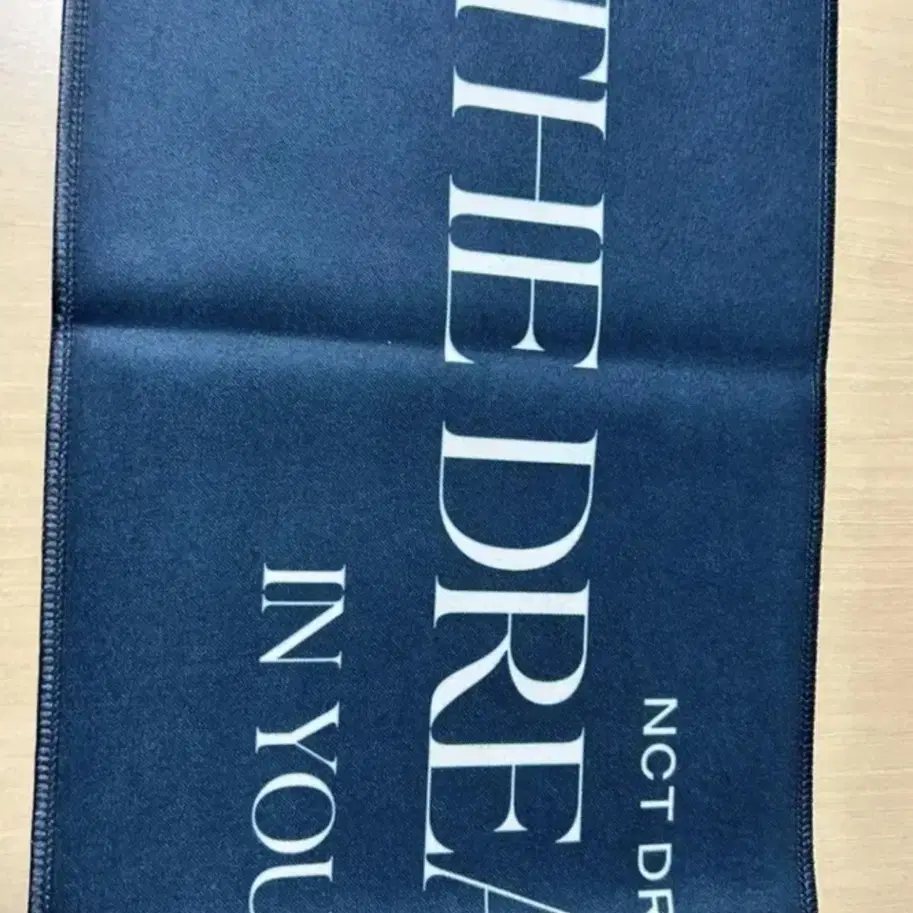 NCT DR
THE DREA
IN YOU